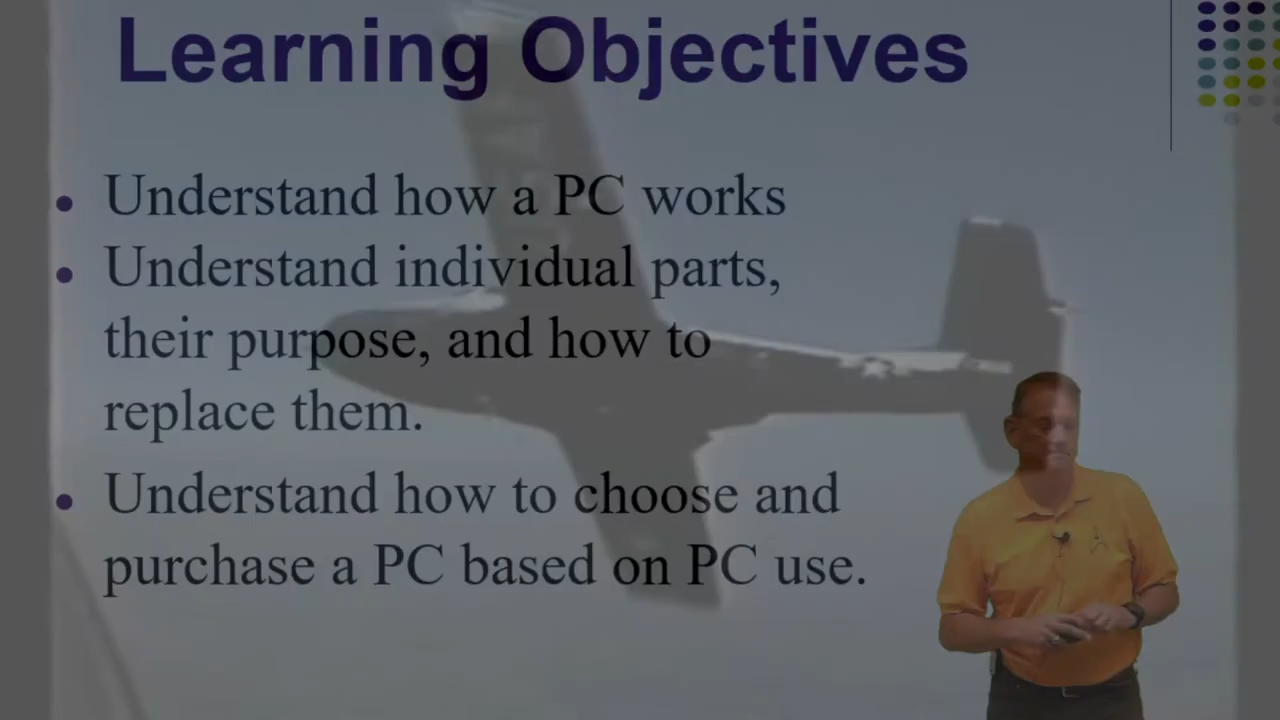 Learning Objectives
Understand how a PC works
Understand individual parts,
their purpose, and how to
replace them.
Understand how to choose and
purchase a PC based on PC use.